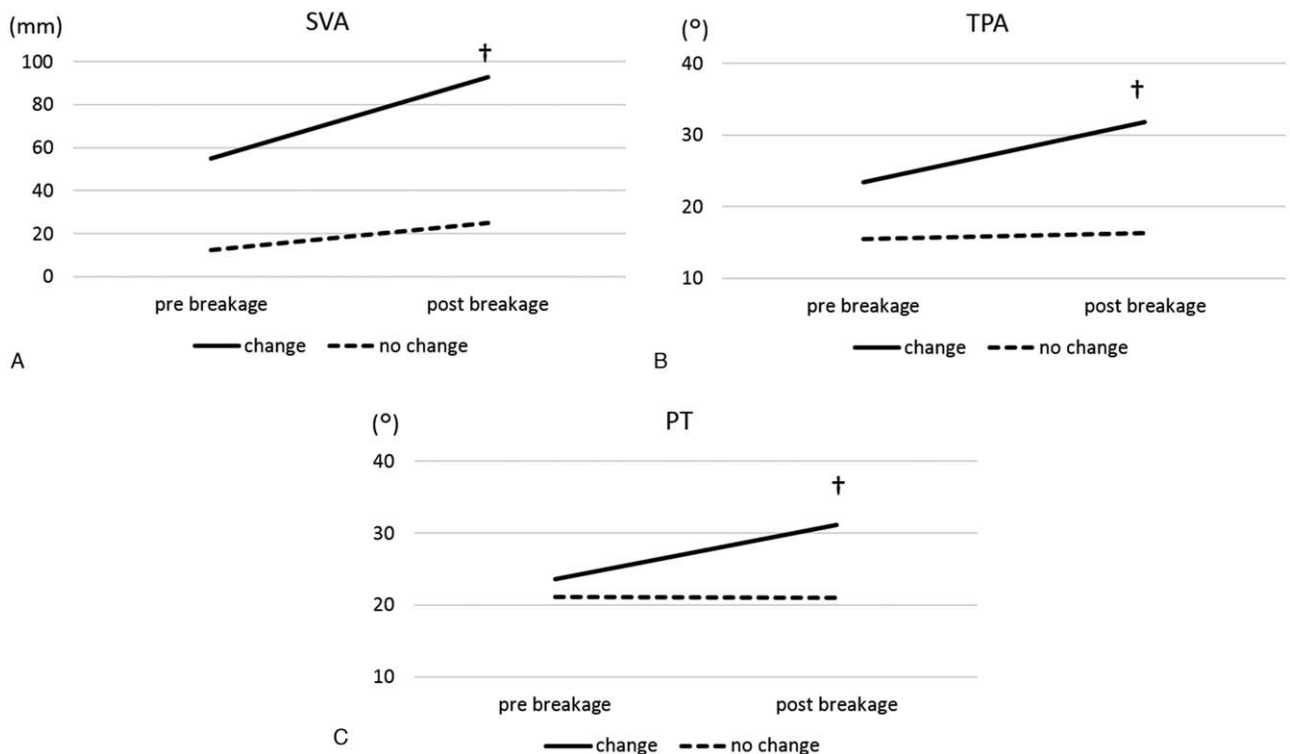 SVA
(mm)
†
100
80
60
40
20
0
pre breakage post breakage
change no change
A
TPA
(°)
†
40
30
20
10
pre breakage post breakage
change no change
B
PT
(°)
†
40
30
20
10
pre breakage post breakage
change no change
C